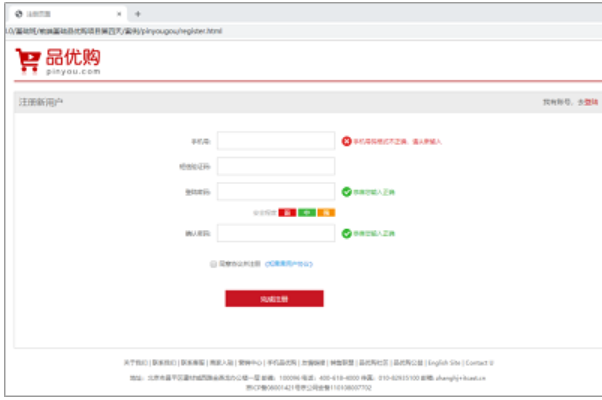 注册页面
LO/基础班/前端基础品优购项目第四天/案例/pinyougou/register.html
品优购
pinyou.com
注册新用户
我有账号，去登陆
手机号:
手机号码格式不正确，请从新输入
短信验证码:
登陆密码:
恭喜您输入正确
安全程度 弱 中 强
确认密码:
恭喜您输入正确
同意协议并注册 《知果果用户协议》
完成注册
关于我们 | 联系我们 | 联系客服 | 商家入驻 | 营销中心 | 手机品优购 | 友情链接 | 销售联盟 | 品优购社区 | 品优购公益 | English Site | Contact U
地址：北京市昌平区建材城西路金燕龙办公楼一层 邮编：100096 电话：400-618-4000 传真：010-82935100 邮箱: zhanghj+itcast.cn
京ICP备08001421号京公网安备110108007702